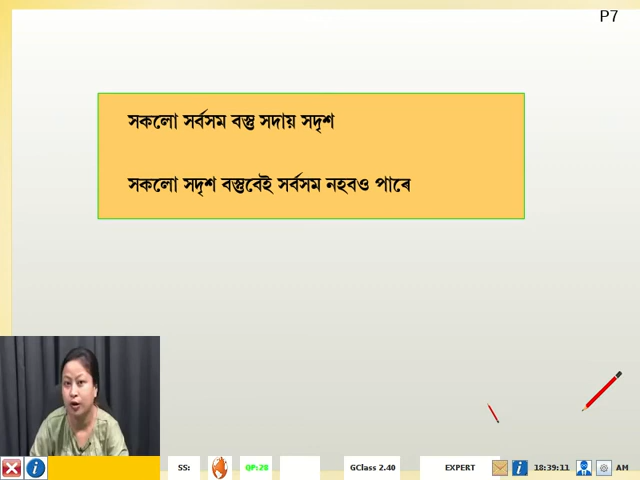 P7
সকলো সৰ্বসম বস্তু সদায় সদৃশ
সকলো সদৃশ বস্তুবেই সৰ্বসম নহবও পাৰে
SS:
QP:28
GClass 2.40
EXPERT
18:39:11
AM